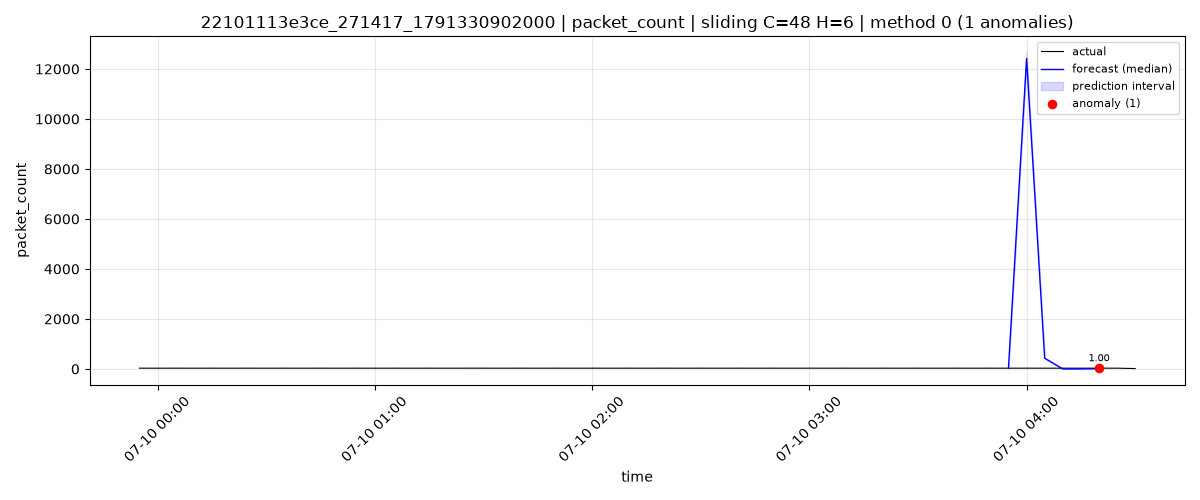 22101113e3ce_271417_1791330902000 | packet_count | sliding C=48 H=6 | method 0 (1 anomalies)
actual
forecast (median)
prediction interval
anomaly (1)
12000
10000
8000
6000
4000
2000
0
packet_count
1.00
07-10 00:00
07-10 01:00
07-10 02:00
07-10 03:00
07-10 04:00
time